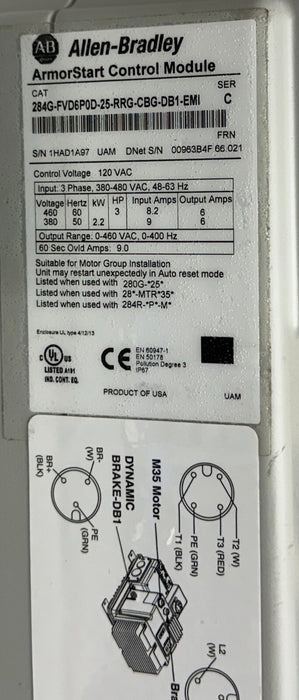 AB Allen-Bradley
ArmorStart Control Module
CAT SER
284G-FVD6P0D-25-RRG-CBG-DB1-EMI C
FRN
S/N 1HAD1A97 UAM DNet S/N 00963B4F 66.021
Control Voltage 120 VAC
Input: 3 Phase, 380-480 VAC, 48-63 Hz
Voltage Hertz kW HP Input Amps Output Amps
460 60 3 8.2 6
380 50 2.2 9 6
Output Range: 0-460 VAC, 0-400 Hz
60 Sec Ovld Amps: 9.0
Suitable for Motor Group Installation
Unit may restart unexpectedly in Auto reset mode
Listed when used with 280G-*25*
Listed when used with 28*-MTR*35*
Listed when used with 284R-*P*-M*
Enclosure UL type 4/12/13
C UL US
LISTED
IND. CONT. EQ.
CE
EN 60947-1
EN 50178
Pollution Degree 3
IP67
PRODUCT OF USA UAM
BR+
(BLK)
BR-
(W)
PE
(GRN)
DYNAMIC
BRAKE-DB1
M35 Motor
T1 (BLK)
PE (GRN)
T3 (RED)
T2 (W)
L2
(W)
Bra